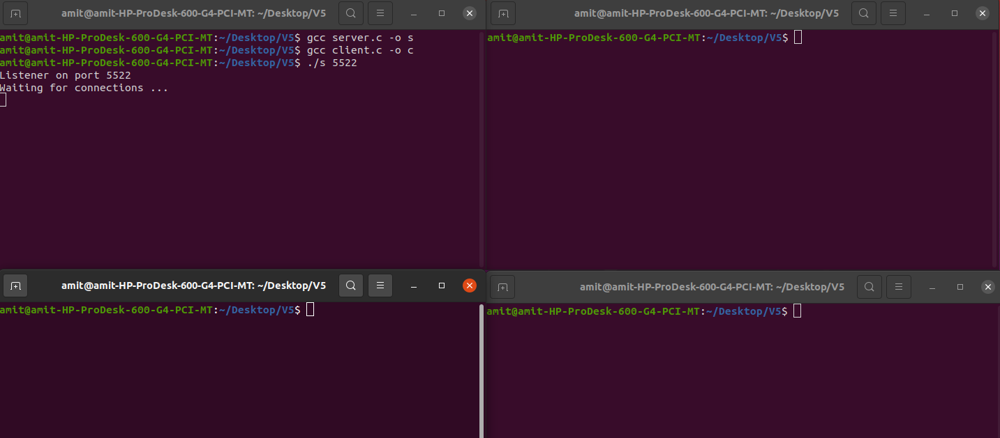 amit@amit-HP-ProDesk-600-G4-PCI-MT: ~/Desktop/V5
amit@amit-HP-ProDesk-600-G4-PCI-MT:~/Desktop/V5$ gcc server.c -o s
amit@amit-HP-ProDesk-600-G4-PCI-MT:~/Desktop/V5$ gcc client.c -o c
amit@amit-HP-ProDesk-600-G4-PCI-MT:~/Desktop/V5$ ./s 5522
Listener on port 5522
Waiting for connections ...
amit@amit-HP-ProDesk-600-G4-PCI-MT: ~/Desktop/V5
amit@amit-HP-ProDesk-600-G4-PCI-MT:~/Desktop/V5$
amit@amit-HP-ProDesk-600-G4-PCI-MT: ~/Desktop/V5
amit@amit-HP-ProDesk-600-G4-PCI-MT:~/Desktop/V5$
amit@amit-HP-ProDesk-600-G4-PCI-MT: ~/Desktop/V5
amit@amit-HP-ProDesk-600-G4-PCI-MT:~/Desktop/V5$